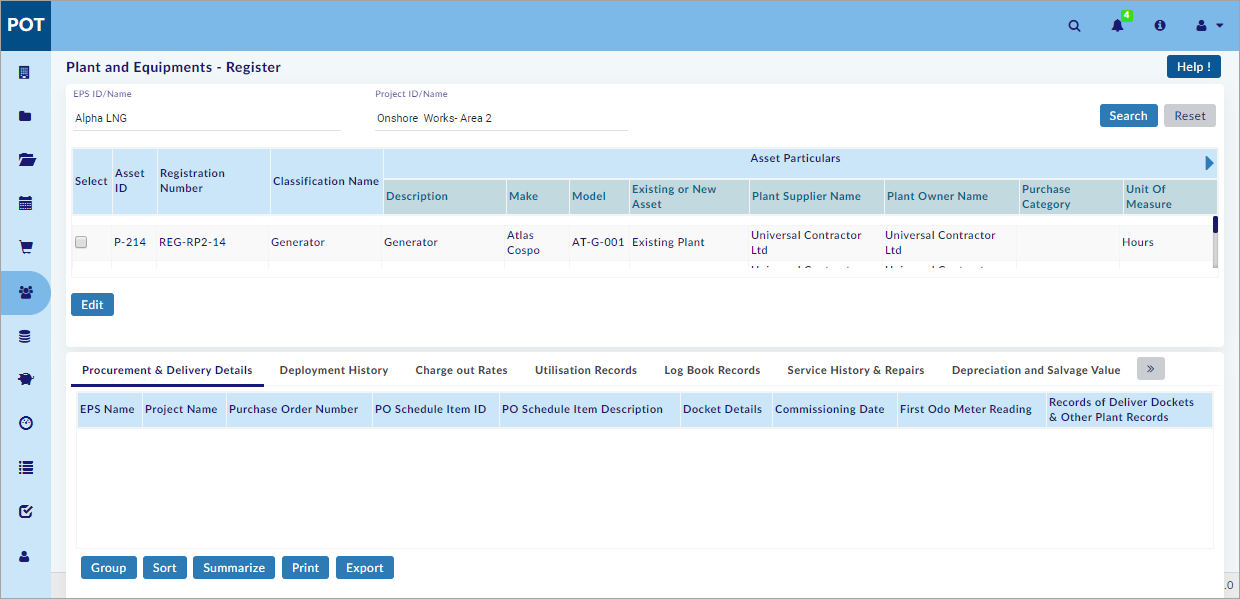 POT
4
Plant and Equipments - Register
Help !
EPS ID/Name
Project ID/Name
Alpha LNG
Onshore Works- Area 2
Search
Reset
Select
Asset
ID
Registration
Number
Classification Name
Asset Particulars
Description
Make
Model
Existing or New
Asset
Plant Supplier Name
Plant Owner Name
Purchase
Category
Unit Of
Measure
P-214
REG-RP2-14
Generator
Generator
Atlas
Cospo
AT-G-001
Existing Plant
Universal Contractor
Ltd
Universal Contractor
Ltd
Hours
Edit
Procurement & Delivery Details
Deployment History
Charge out Rates
Utilisation Records
Log Book Records
Service History & Repairs
Depreciation and Salvage Value
»
EPS Name
Project Name
Purchase Order Number
PO Schedule Item ID
PO Schedule Item Description
Docket Details
Commissioning Date
First Odo Meter Reading
Records of Deliver Dockets
& Other Plant Records
Group
Sort
Summarize
Print
Export
.0